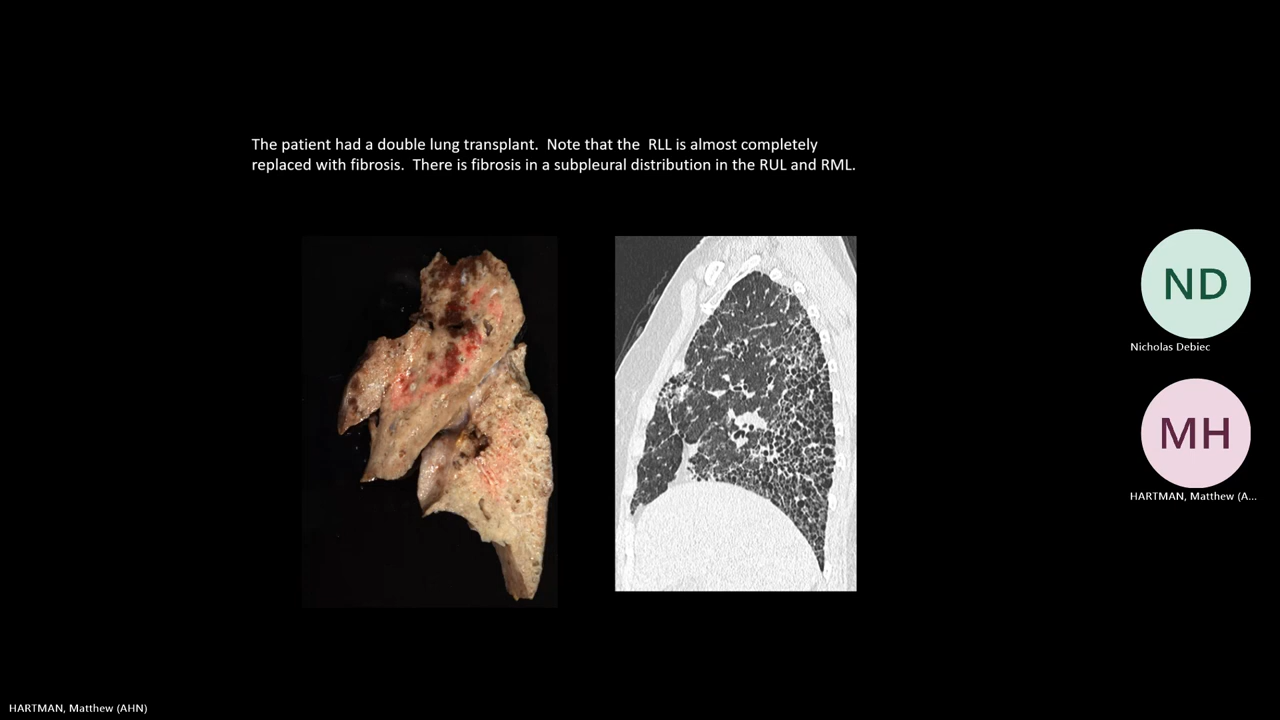 The patient had a double lung transplant.  Note that the  RLL is almost completely
replaced with fibrosis.  There is fibrosis in a subpleural distribution in the RUL and RML.
ND
Nicholas Debiec
MH
HARTMAN, Matthew (A...
HARTMAN, Matthew (AHN)